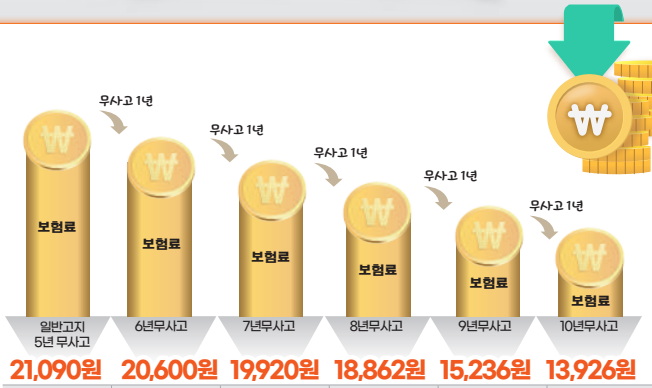 ₩
무사고 1년
무사고 1년
무사고 1년
무사고 1년
무사고 1년
₩
₩
₩
₩
₩
₩
보험료
보험료
보험료
보험료
보험료
보험료
일반고지
5년 무사고
6년무사고
7년무사고
8년무사고
9년무사고
10년무사고
21,090원
20,600원
19,920원
18,862원
15,236원
13,926원